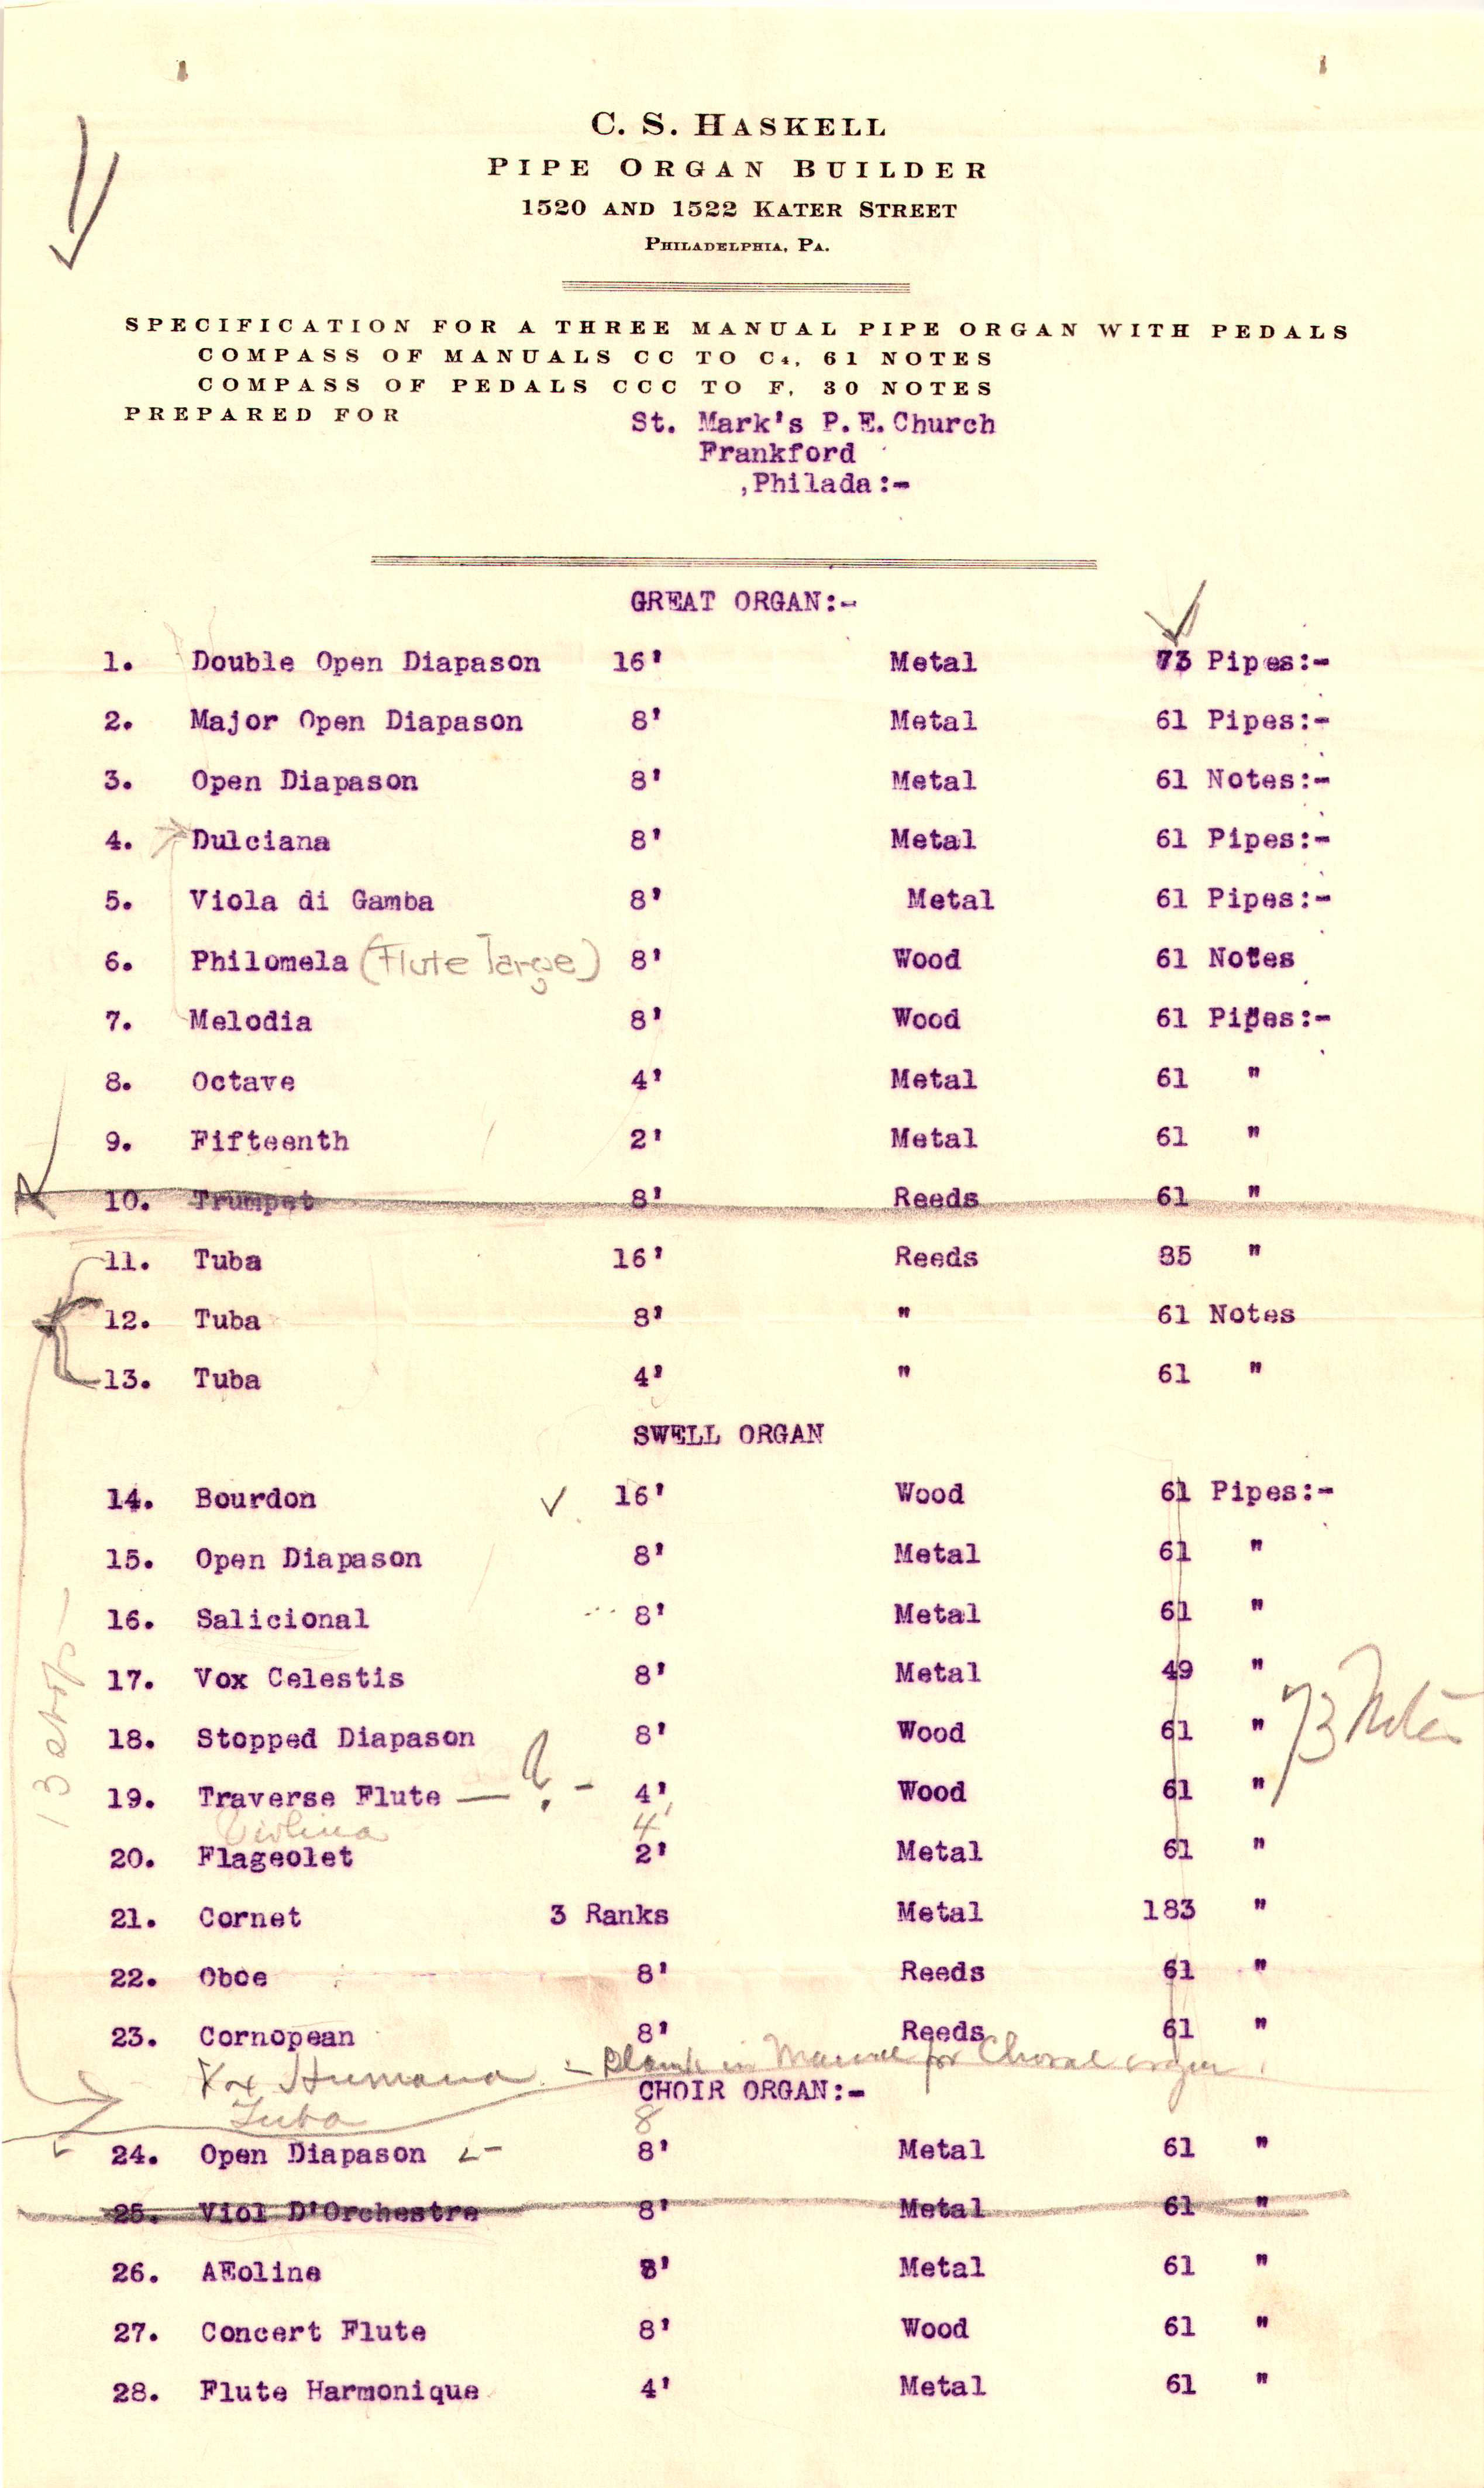 C. S. HASKELL
PIPE ORGAN BUILDER
1520 AND 1522 KATER STREET
PHILADELPHIA, PA.
SPECIFICATION FOR A THREE MANUAL PIPE ORGAN WITH PEDALS
COMPASS OF MANUALS CC TO C4, 61 NOTES
COMPASS OF PEDALS CCC TO F, 30 NOTES
PREPARED FOR St. Mark's P.E.Church
Frankford
,Philada:-
GREAT ORGAN:-
1. Double Open Diapason 16' Metal 73 Pipes:-
2. Major Open Diapason 8' Metal 61 Pipes:-
3. Open Diapason 8' Metal 61 Notes:-
4. Dulciana 8' Metal 61 Pipes:-
5. Viola di Gamba 8' Metal 61 Pipes:-
6. Philomela (Flute large) 8' Wood 61 Notes
7. Melodia 8' Wood 61 Pipes:-
8. Octave 4' Metal 61 "
9. Fifteenth 2' Metal 61 "
10. Trumpet 8' Reeds 61 "
11. Tuba 16' Reeds 85 "
12. Tuba 8' " 61 Notes
13. Tuba 4' " 61 "
SWELL ORGAN
14. Bourdon 16' Wood 61 Pipes:-
15. Open Diapason 8' Metal 61 "
16. Salicional 8' Metal 61 "
17. Vox Celestis 8' Metal 49 "
18. Stopped Diapason 8' Wood 61 " 73 Notes
19. Traverse Flute — ? - 4' Wood 61 "
Violina 4'
20. Flageolet 2' Metal 61 "
21. Cornet 3 Ranks Metal 183 "
22. Oboe 8' Reeds 61 "
23. Cornopean 8' Reeds 61 "
Vox Humana - Blank in Manual for Choral organ.
CHOIR ORGAN:-
Tuba 8
24. Open Diapason 8' Metal 61 "
25. Viol D'Orchestre 8' Metal 61 "
26. AEoline 8' Metal 61 "
27. Concert Flute 8' Wood 61 "
28. Flute Harmonique 4' Metal 61 "
13 stops